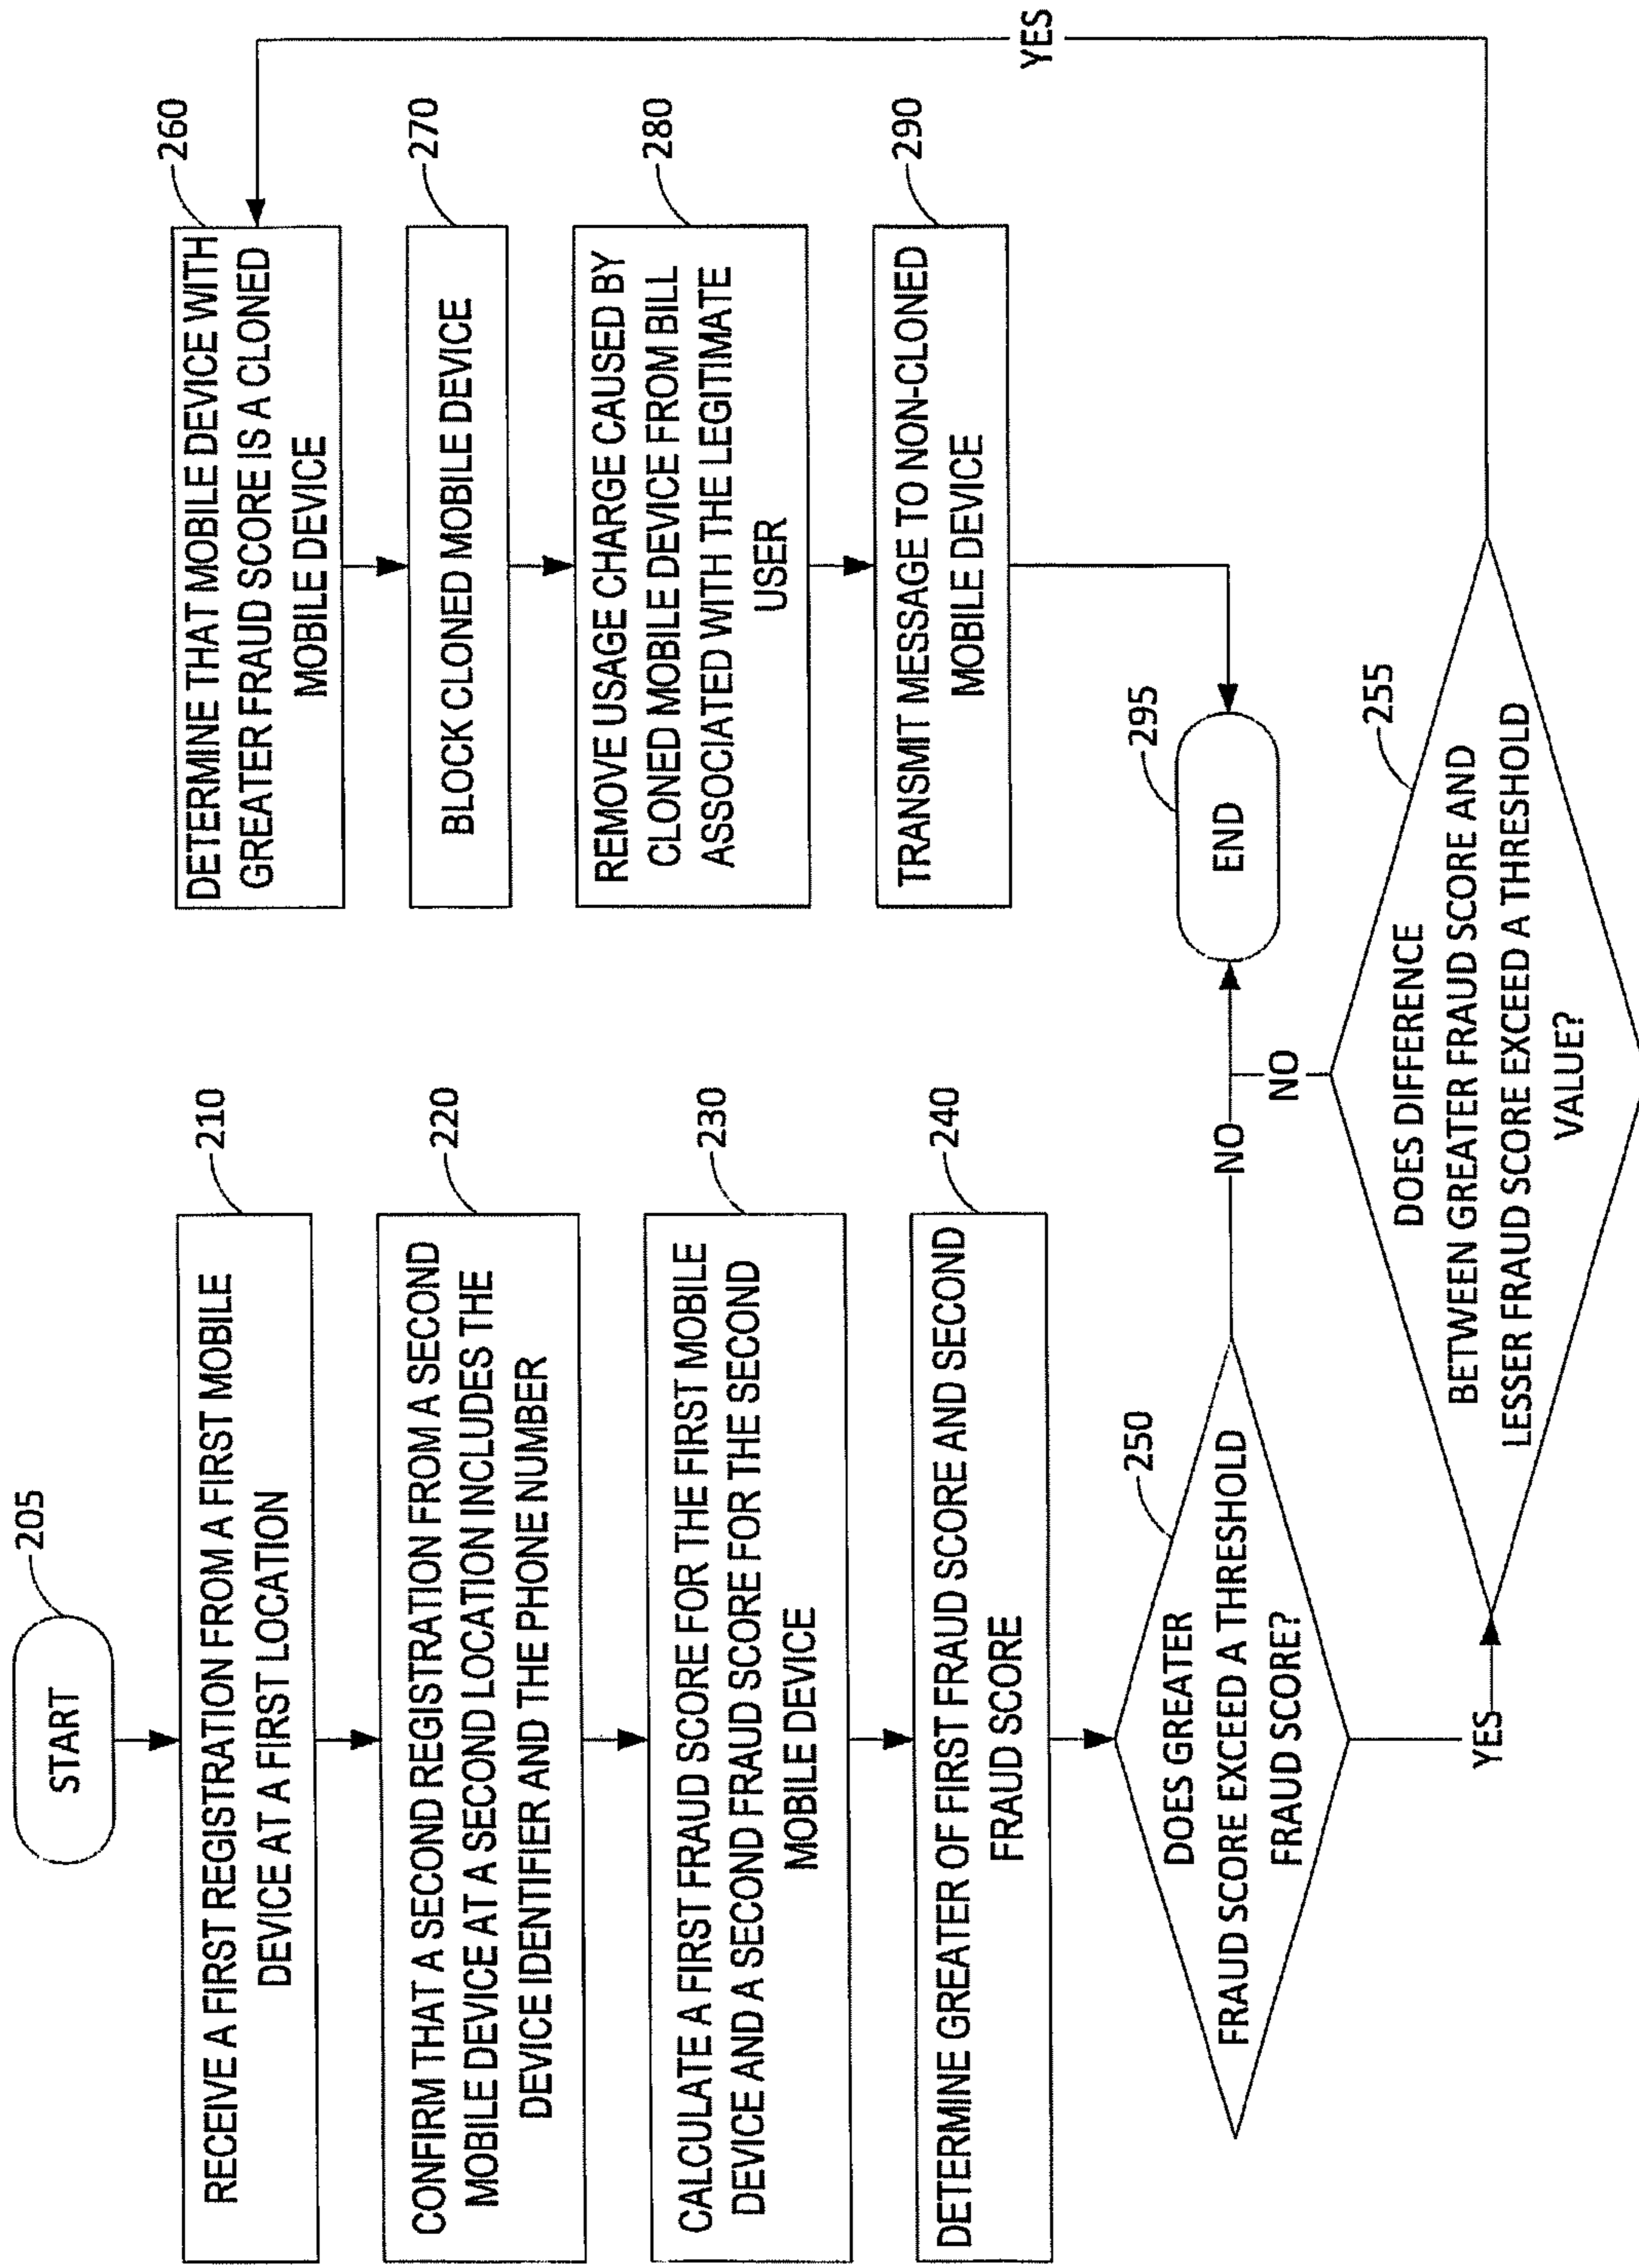 START
205
RECEIVE A FIRST REGISTRATION FROM A FIRST MOBILE
DEVICE AT A FIRST LOCATION
210
CONFIRM THAT A SECOND REGISTRATION FROM A SECOND
MOBILE DEVICE AT A SECOND LOCATION INCLUDES THE
DEVICE IDENTIFIER AND THE PHONE NUMBER
220
CALCULATE A FIRST FRAUD SCORE FOR THE FIRST MOBILE
DEVICE AND A SECOND FRAUD SCORE FOR THE SECOND
MOBILE DEVICE
230
DETERMINE GREATER OF FIRST FRAUD SCORE AND SECOND
FRAUD SCORE
240
DOES GREATER
FRAUD SCORE EXCEED A THRESHOLD
FRAUD SCORE?
250
NO
YES
DOES DIFFERENCE
BETWEEN GREATER FRAUD SCORE AND
LESSER FRAUD SCORE EXCEED A THRESHOLD
VALUE?
255
NO
YES
DETERMINE THAT MOBILE DEVICE WITH
GREATER FRAUD SCORE IS A CLONED
MOBILE DEVICE
260
BLOCK CLONED MOBILE DEVICE
270
REMOVE USAGE CHARGE CAUSED BY
CLONED MOBILE DEVICE FROM BILL
ASSOCIATED WITH THE LEGITIMATE
USER
280
TRANSMIT MESSAGE TO NON-CLONED
MOBILE DEVICE
290
END
295